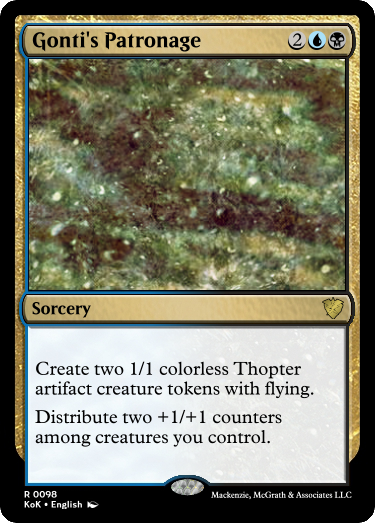 Gonti's Patronage 2
Sorcery
Create two 1/1 colorless Thopter
artifact creature tokens with flying.
Distribute two +1/+1 counters
among creatures you control.
R 0098
KoK • English Mackenzie, McGrath & Associates LLC